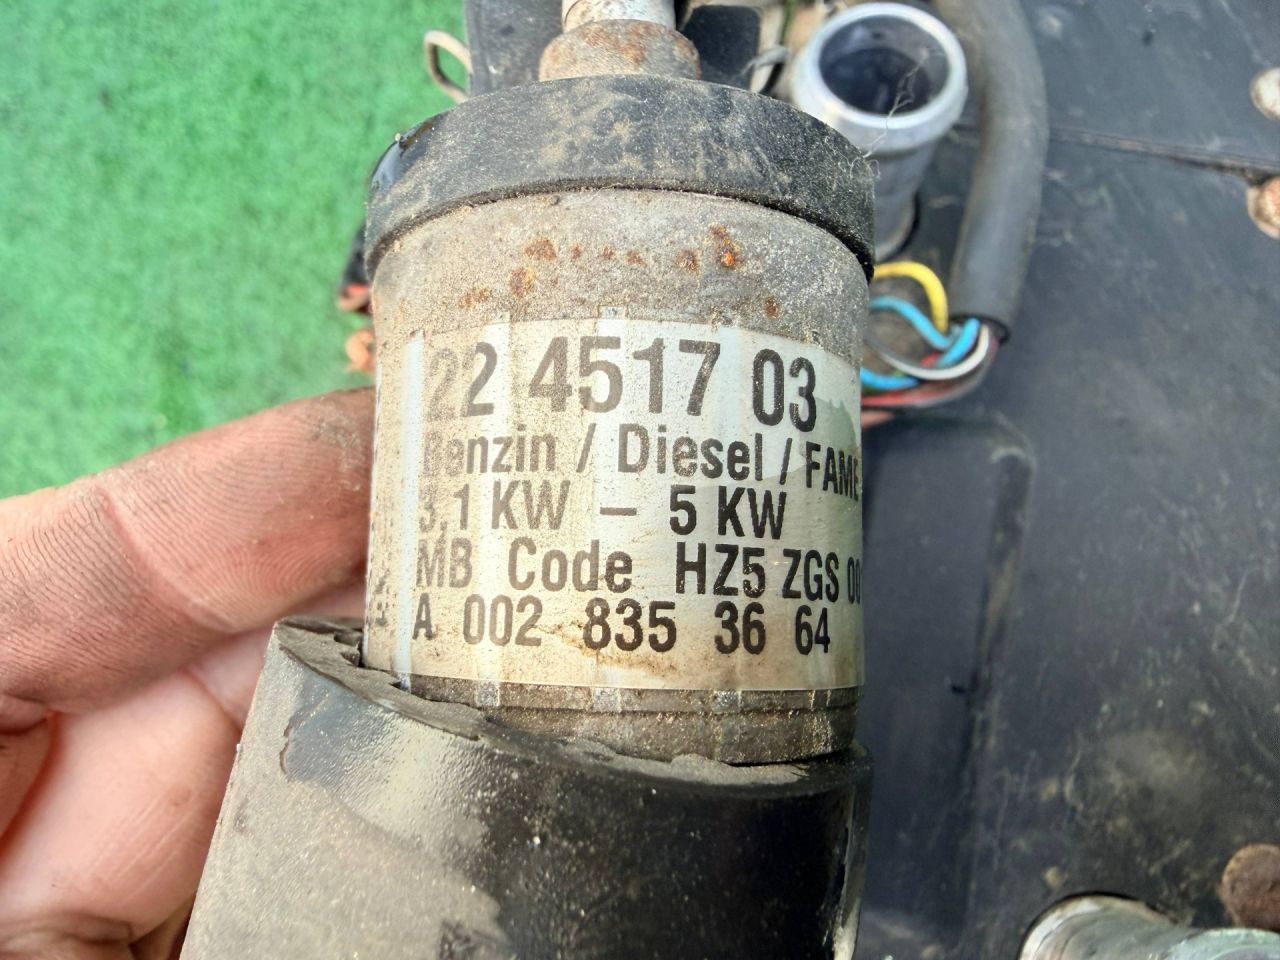 22 4517 03
Benzin / Diesel / FAME
3,1 KW – 5 KW
MB Code HZ5 ZGS 00
A 002 835 36 64